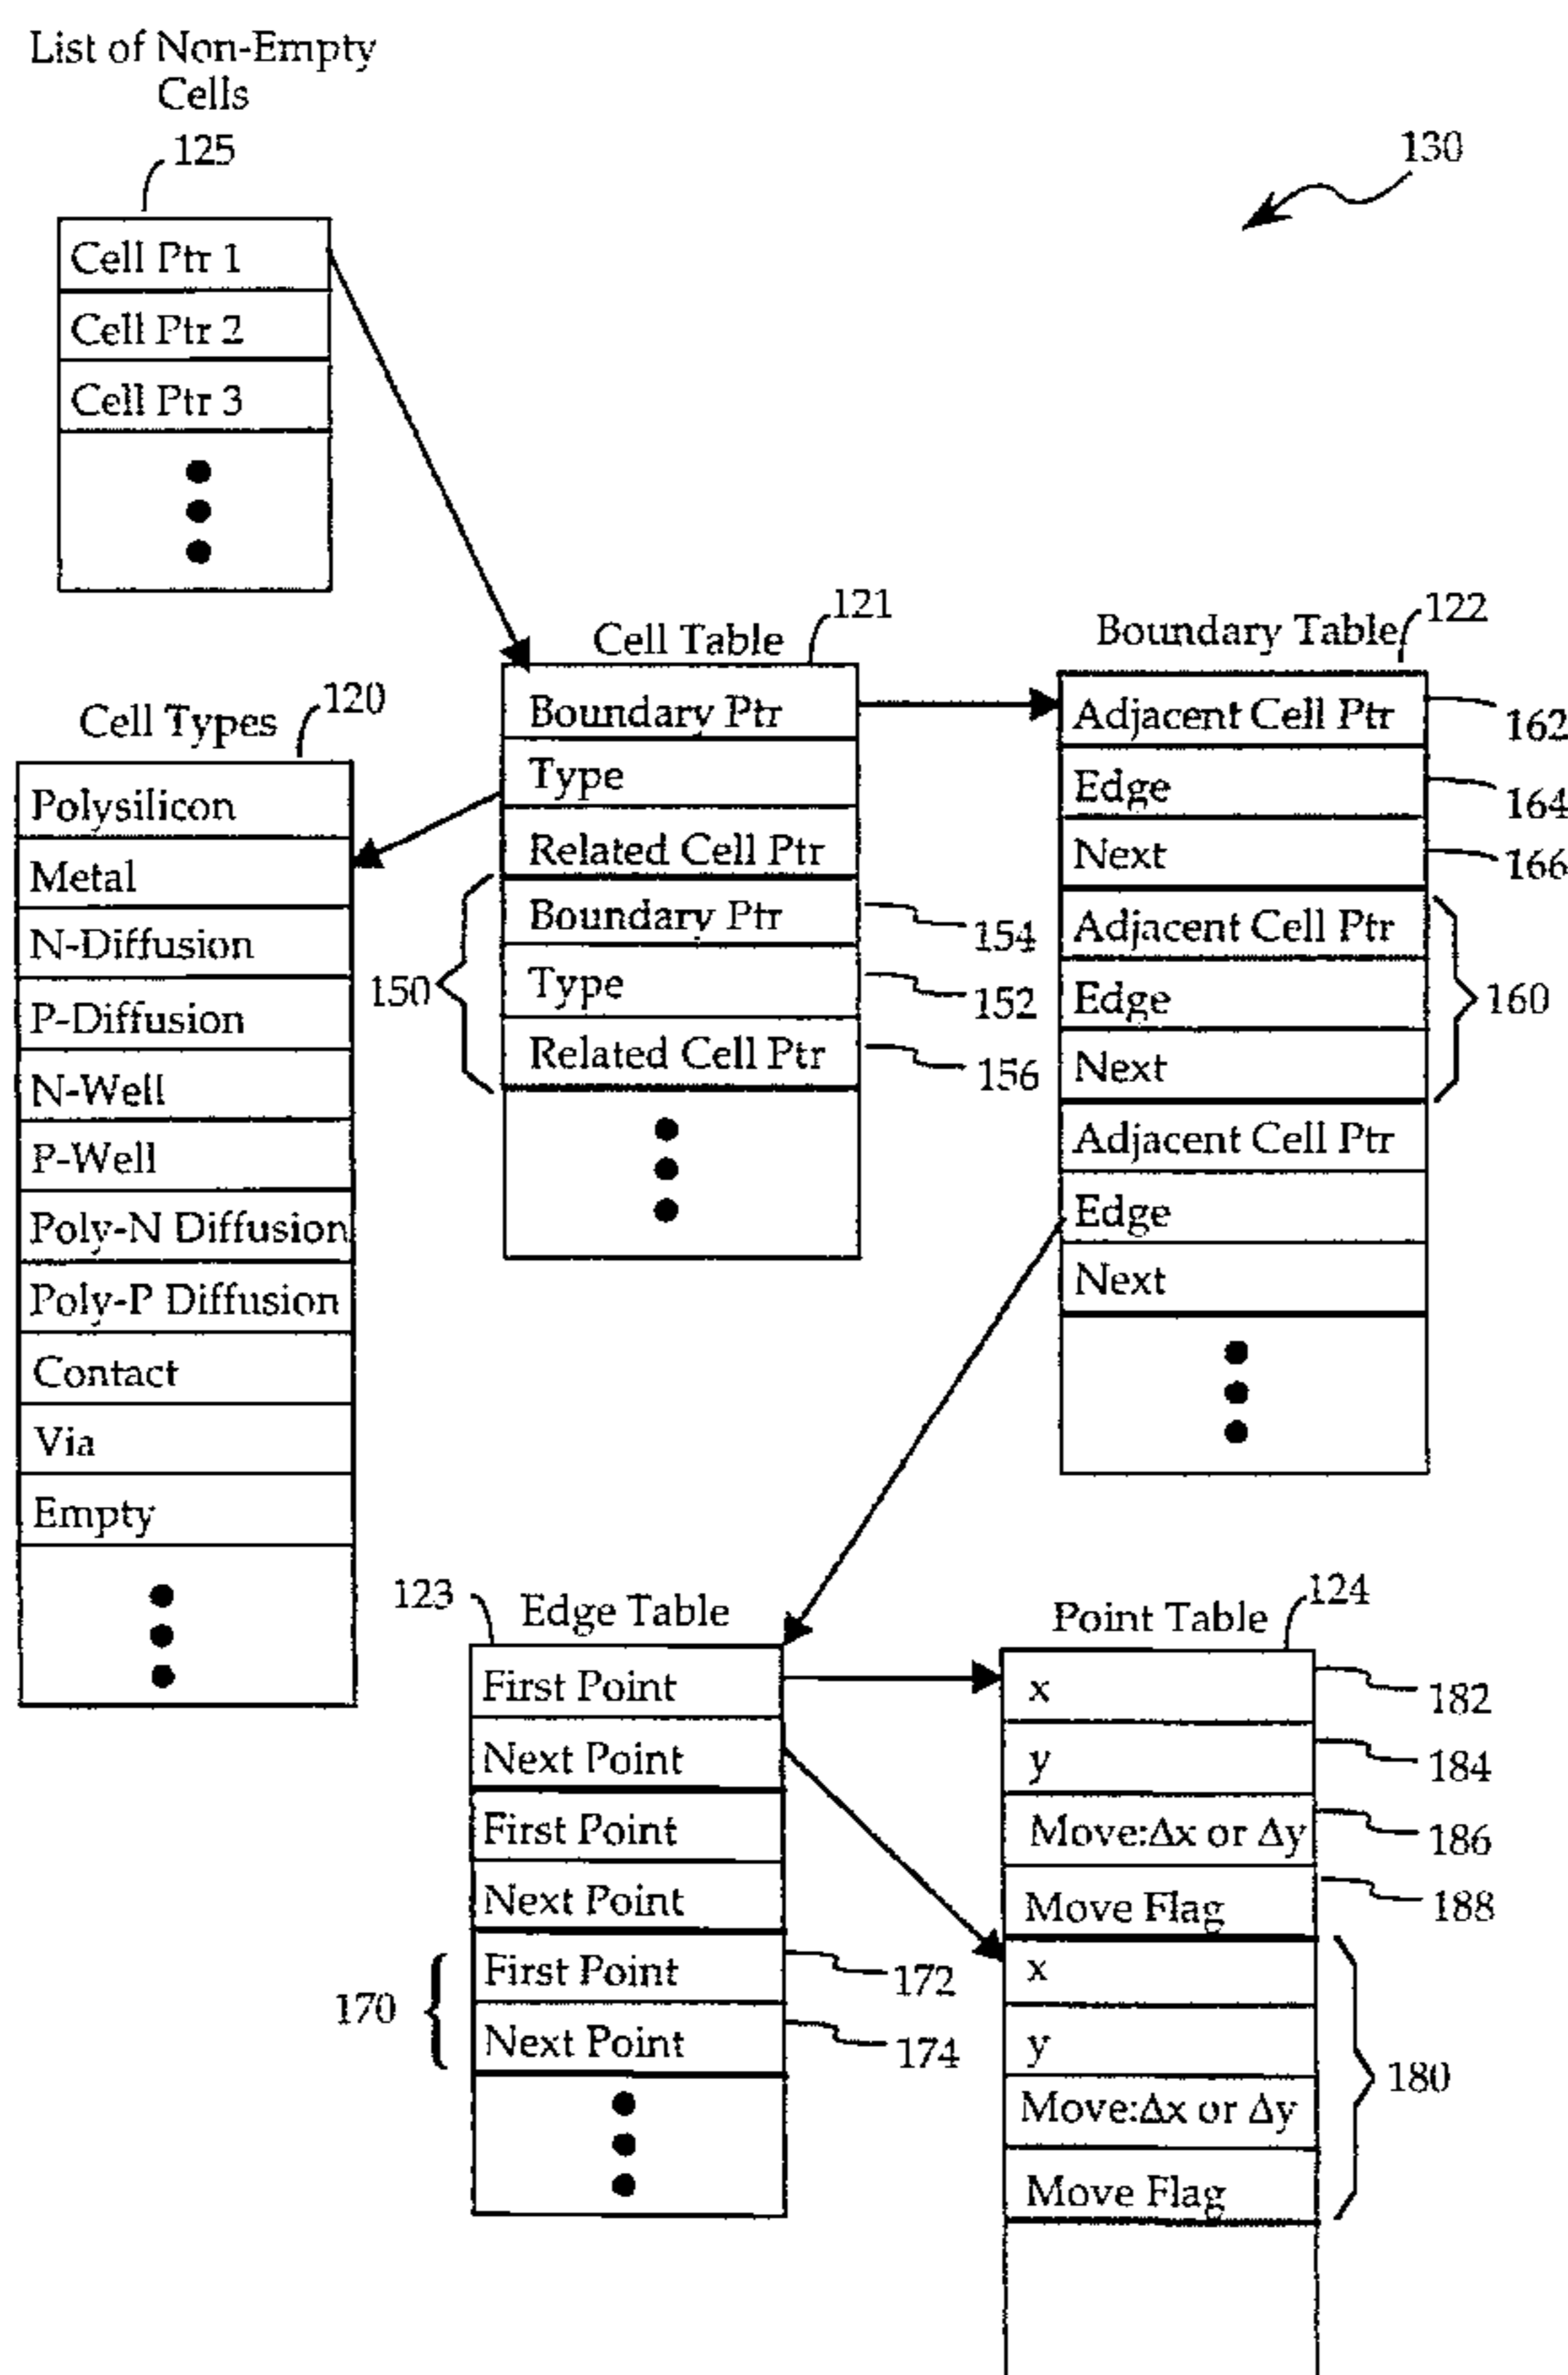 List of Non-Empty
Cells
125
130
Cell Ptr 1
Cell Ptr 2
Cell Ptr 3
Cell Types
120
Polysilicon
Metal
N-Diffusion
P-Diffusion
N-Well
P-Well
Poly-N Diffusion
Poly-P Diffusion
Contact
Via
Empty
Cell Table
121
Boundary Ptr
Type
Related Cell Ptr
150
Boundary Ptr
154
Type
152
Related Cell Ptr
156
Boundary Table
122
Adjacent Cell Ptr
162
Edge
164
Next
166
Adjacent Cell Ptr
Edge
160
Next
Adjacent Cell Ptr
Edge
Next
123
Edge Table
First Point
Next Point
First Point
Next Point
First Point
172
170
Next Point
174
Point Table
124
x
182
y
184
Move:Δx or Δy
186
Move Flag
188
x
y
180
Move:Δx or Δy
Move Flag